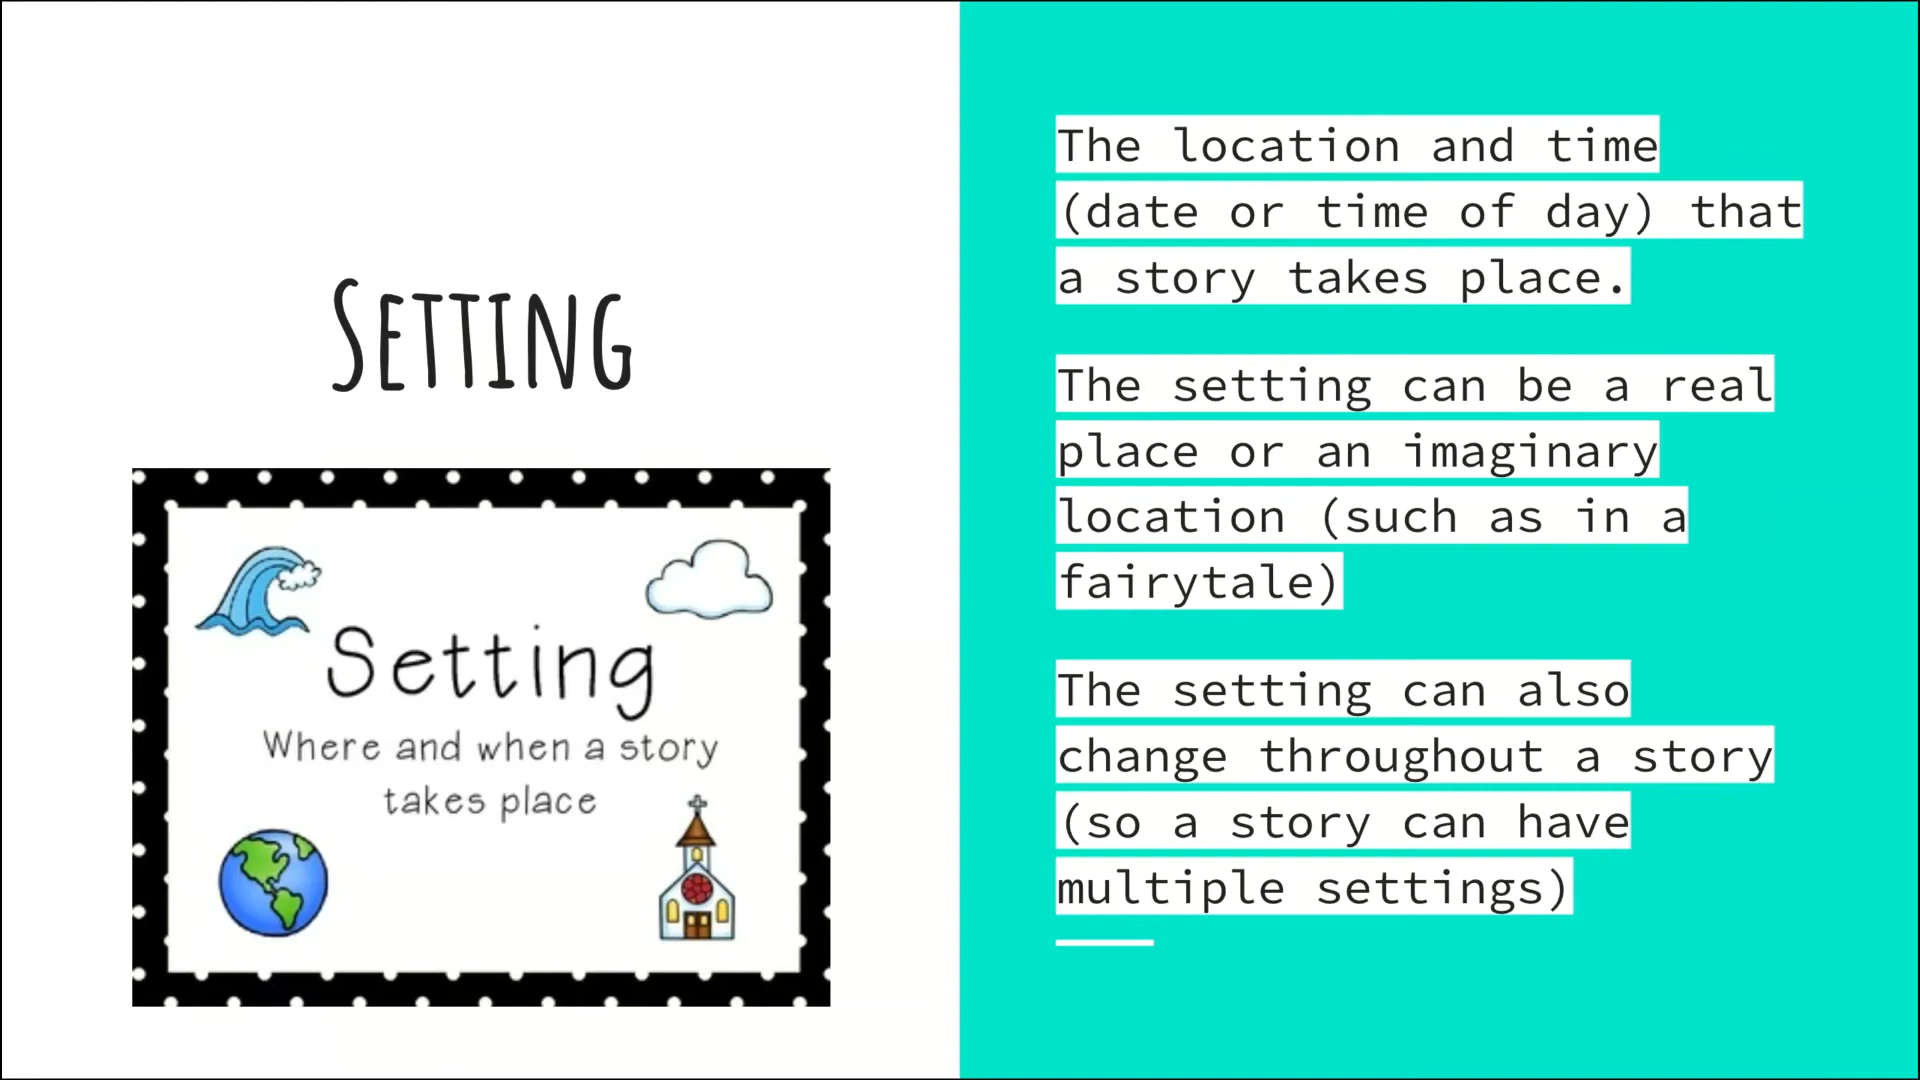 SETTING
Setting
Where and when a story
takes place
The location and time
(date or time of day) that
a story takes place.
The setting can be a real
place or an imaginary
location (such as in a
fairytale)
The setting can also
change throughout a story
(so a story can have
multiple settings)